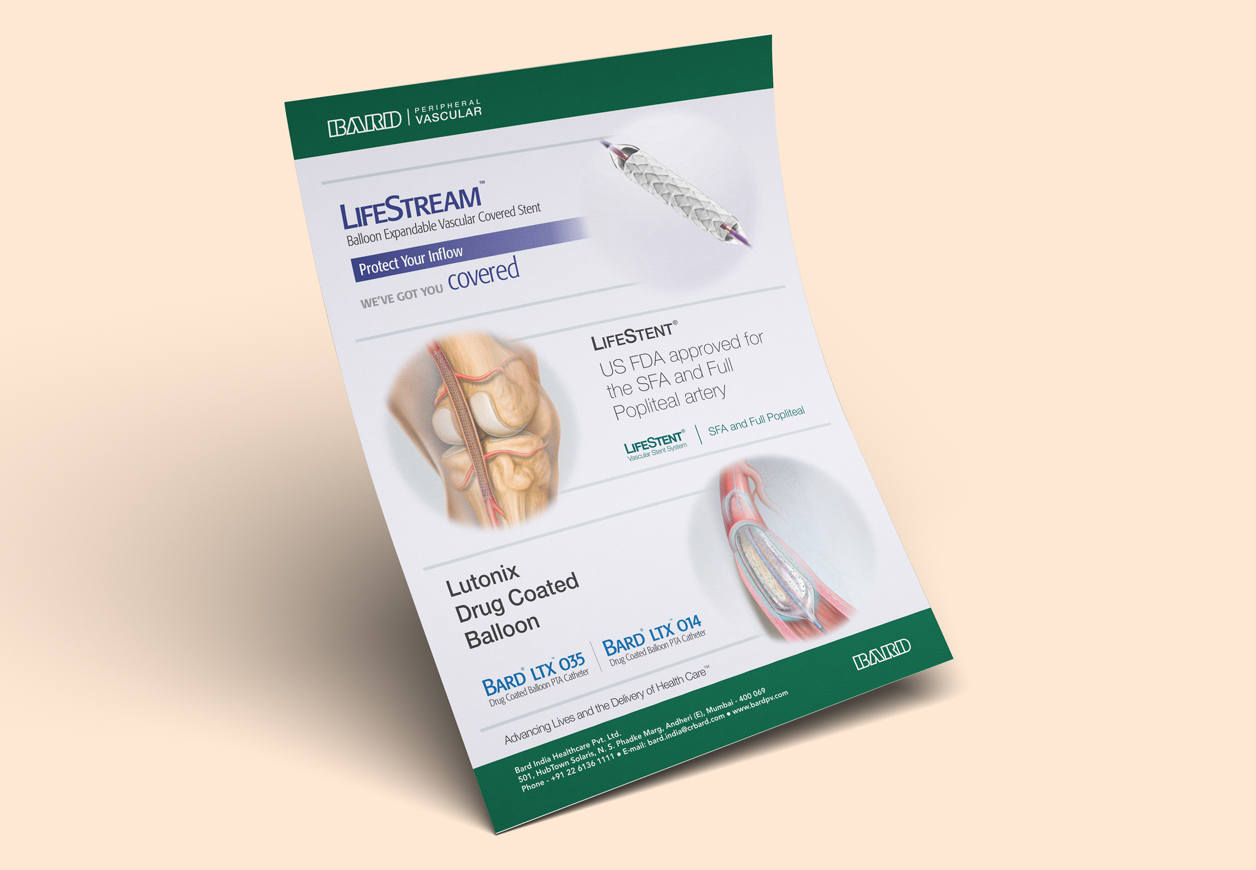 BARD | PERIPHERAL
VASCULAR
LIFESTREAM™
Balloon Expandable Vascular Covered Stent
Protect Your Inflow
WE'VE GOT YOU covered
LIFESTENT®
US FDA approved for
the SFA and Full
Popliteal artery
LIFESTENT® | SFA and Full Popliteal
Vascular Stent System
Lutonix
Drug Coated
Balloon
BARD® LTX™ 035 | BARD® LTX™ 014
Drug Coated Balloon PTA Catheter
Drug Coated Balloon PTA Catheter
Advancing Lives and the Delivery of Health Care™
BARD
Bard India Healthcare Pvt. Ltd.
501, HubTown Solaris, N. S. Phadke Marg, Andheri (E), Mumbai - 400 069
Phone - +91 22 6136 1111 ● E-mail: bard.india@crbard.com ● www.bardpv.com